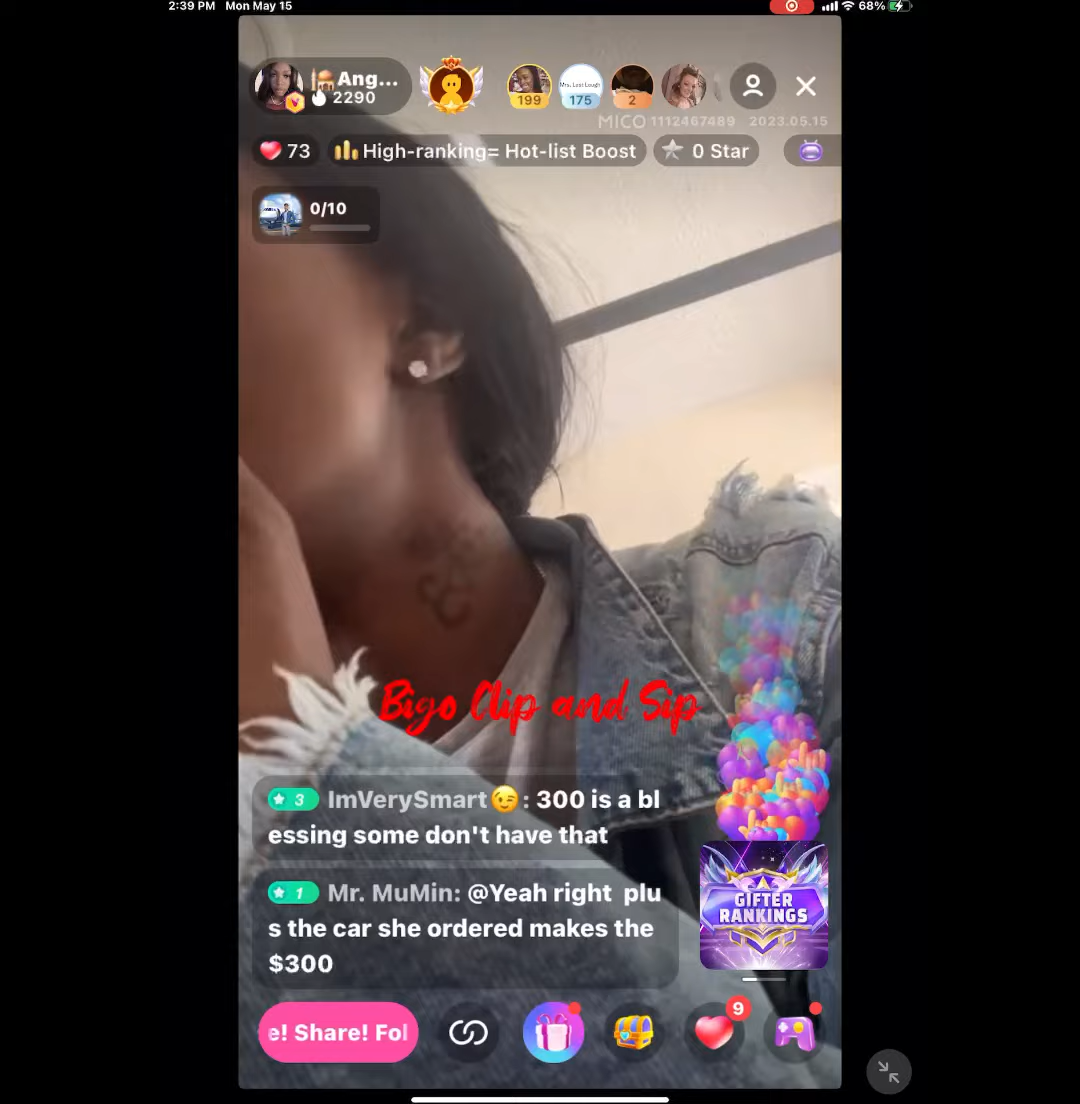 2:39 PM Mon May 15
68%
Ang...
2290
199
Mrs. Last Laugh
175
2
MICO 1112467489 2023.05.15
73
High-ranking= Hot-list Boost
0 Star
0/10
Bigo Clip and Sip
3 ImVerySmart😉: 300 is a bl
essing some don't have that
1 Mr. MuMin: @Yeah right plu
s the car she ordered makes the
$300
GIFTER
RANKINGS
e! Share! Fol
9